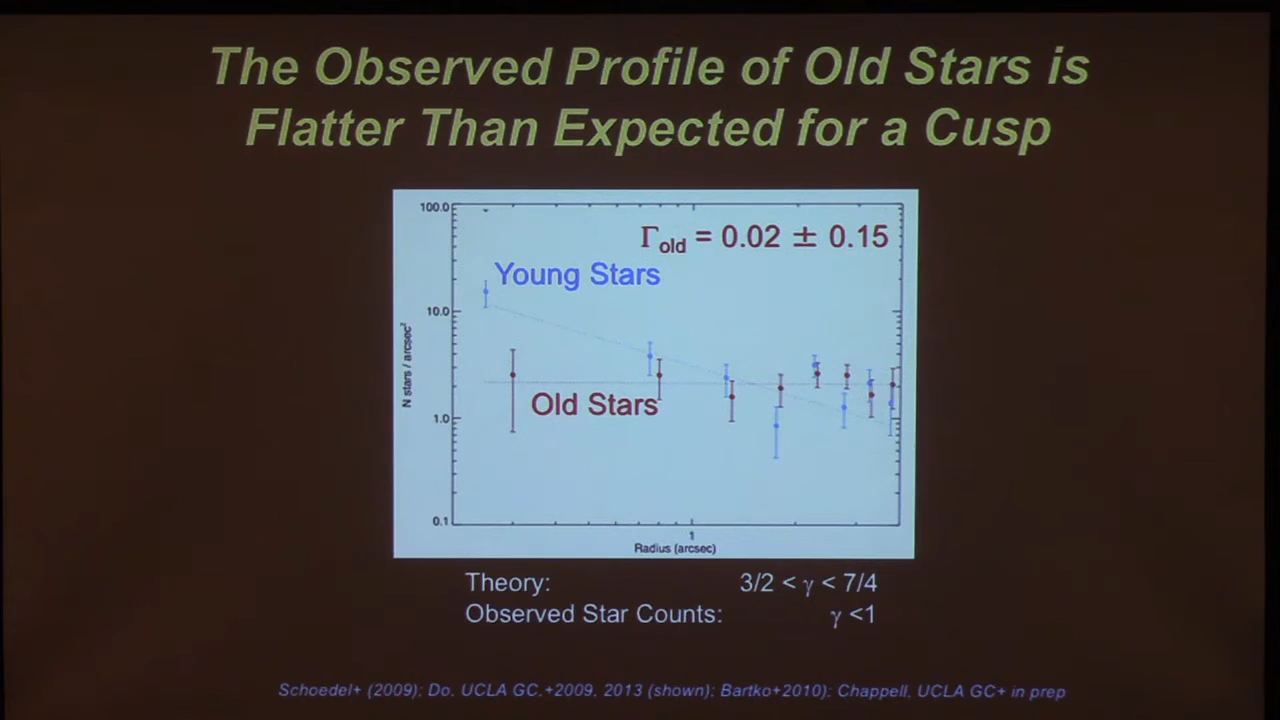 The Observed Profile of Old Stars is
Flatter Than Expected for a Cusp
100.0
Γold = 0.02 ± 0.15
Young Stars
10.0
N stars / arcsec²
Old Stars
1.0
0.1
1
Radius (arcsec)
Theory: 3/2 < γ < 7/4
Observed Star Counts: γ <1
Schoedel+ (2009); Do, UCLA GC,+2009, 2013 (shown); Bartko+2010); Chappell, UCLA GC+ in prep